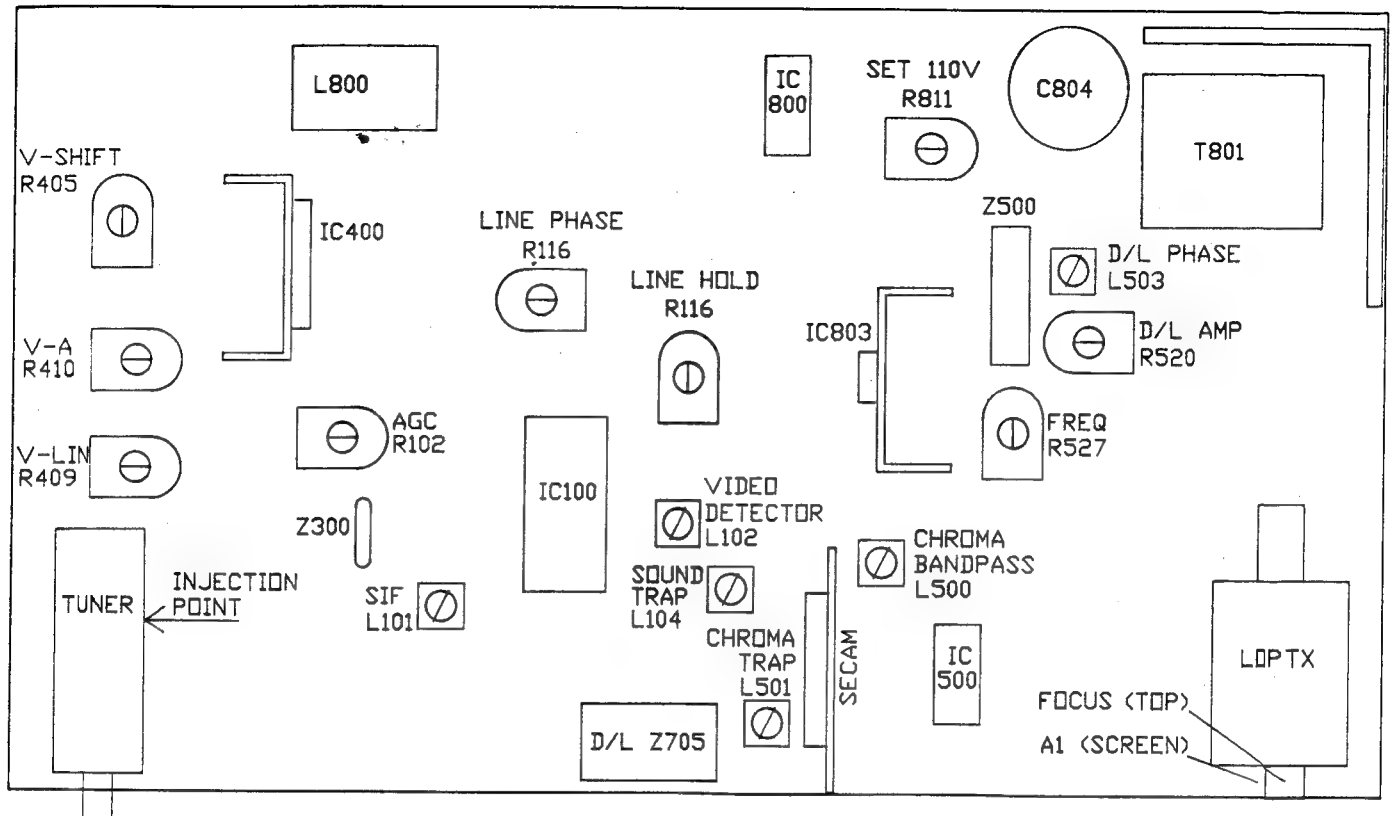 L800
IC
800
SET 110V
R811
C804
T801
V-SHIFT
R405
IC400
LINE PHASE
R116
LINE HOLD
R116
Z500
D/L PHASE
L503
IC803
D/L AMP
R520
V-A
R410
AGC
R102
FREQ
R527
V-LIN
R409
IC100
Z300
VIDEO
DETECTOR
L102
CHROMA
BANDPASS
L500
TUNER
INJECTION
POINT
SIF
L101
SOUND
TRAP
L104
CHROMA
TRAP
L501
SECAM
IC
500
LOPTX
D/L Z705
FOCUS (TOP)
A1 (SCREEN)